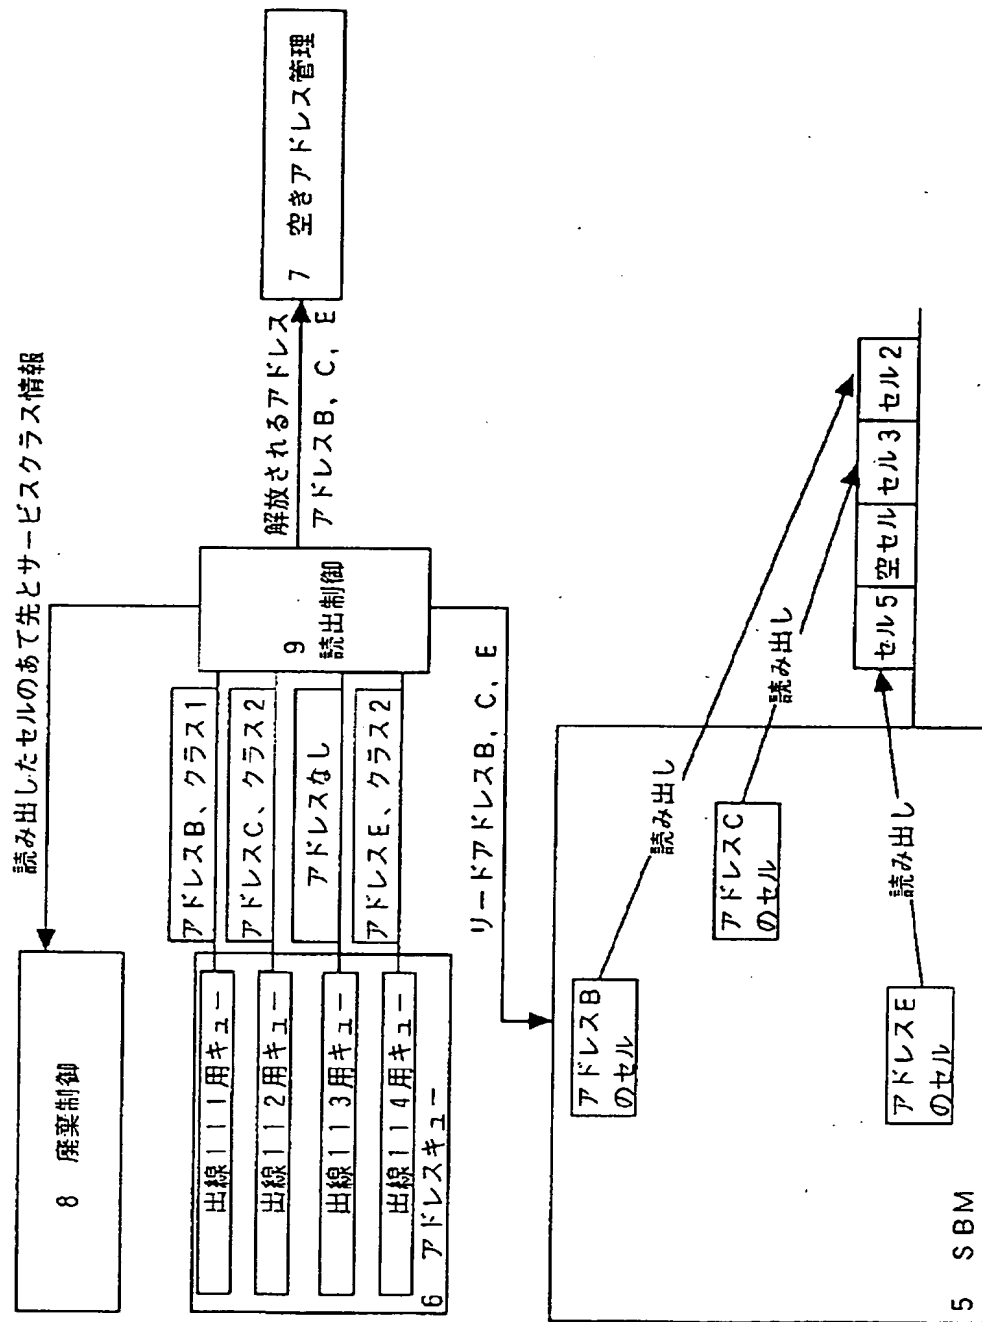 読み出したセルのあて先とサービスクラス情報
8 廃棄制御
解放されるアドレス
アドレスB、C、E
7 空きアドレス管理
9
読出制御
アドレスB、クラス1
アドレスC、クラス2
アドレスなし
アドレスE、クラス2
出線111用キュー
出線112用キュー
出線113用キュー
出線114用キュー
6 アドレスキュー
リードアドレスB、C、E
アドレスB
のセル
読み出し
アドレスC
のセル
読み出し
アドレスE
のセル
読み出し
セル5
空セル
セル3
セル2
5 SBM